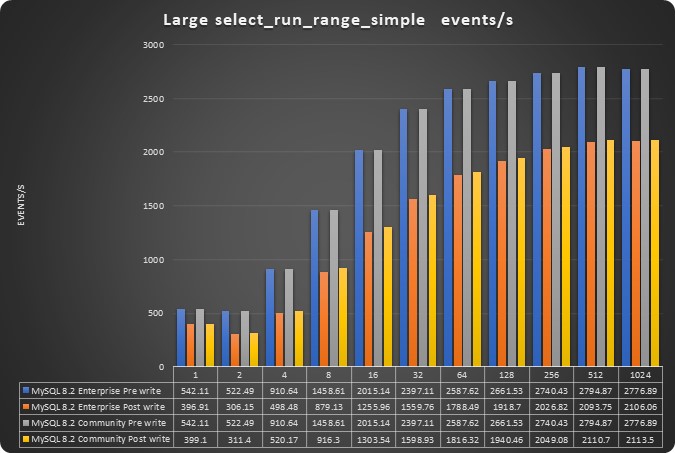 Large select_run_range_simple events/s
3000
2500
2000
1500
1000
500
0
EVENTS/S
1 2 4 8 16 32 64 128 256 512 1024
MySQL 8.2 Enterprise Pre write 542.11 522.49 910.64 1458.61 2015.14 2397.11 2587.62 2661.53 2740.43 2794.87 2776.89
MySQL 8.2 Enterprise Post write 396.91 306.15 498.48 879.13 1255.96 1559.76 1788.49 1918.7 2026.82 2093.75 2106.06
MySQL 8.2 Community Pre write 542.11 522.49 910.64 1458.61 2015.14 2397.11 2587.62 2661.53 2740.43 2794.87 2776.89
MySQL 8.2 Community Post write 399.1 311.4 520.17 916.3 1303.54 1598.93 1816.32 1940.46 2049.08 2110.7 2113.5